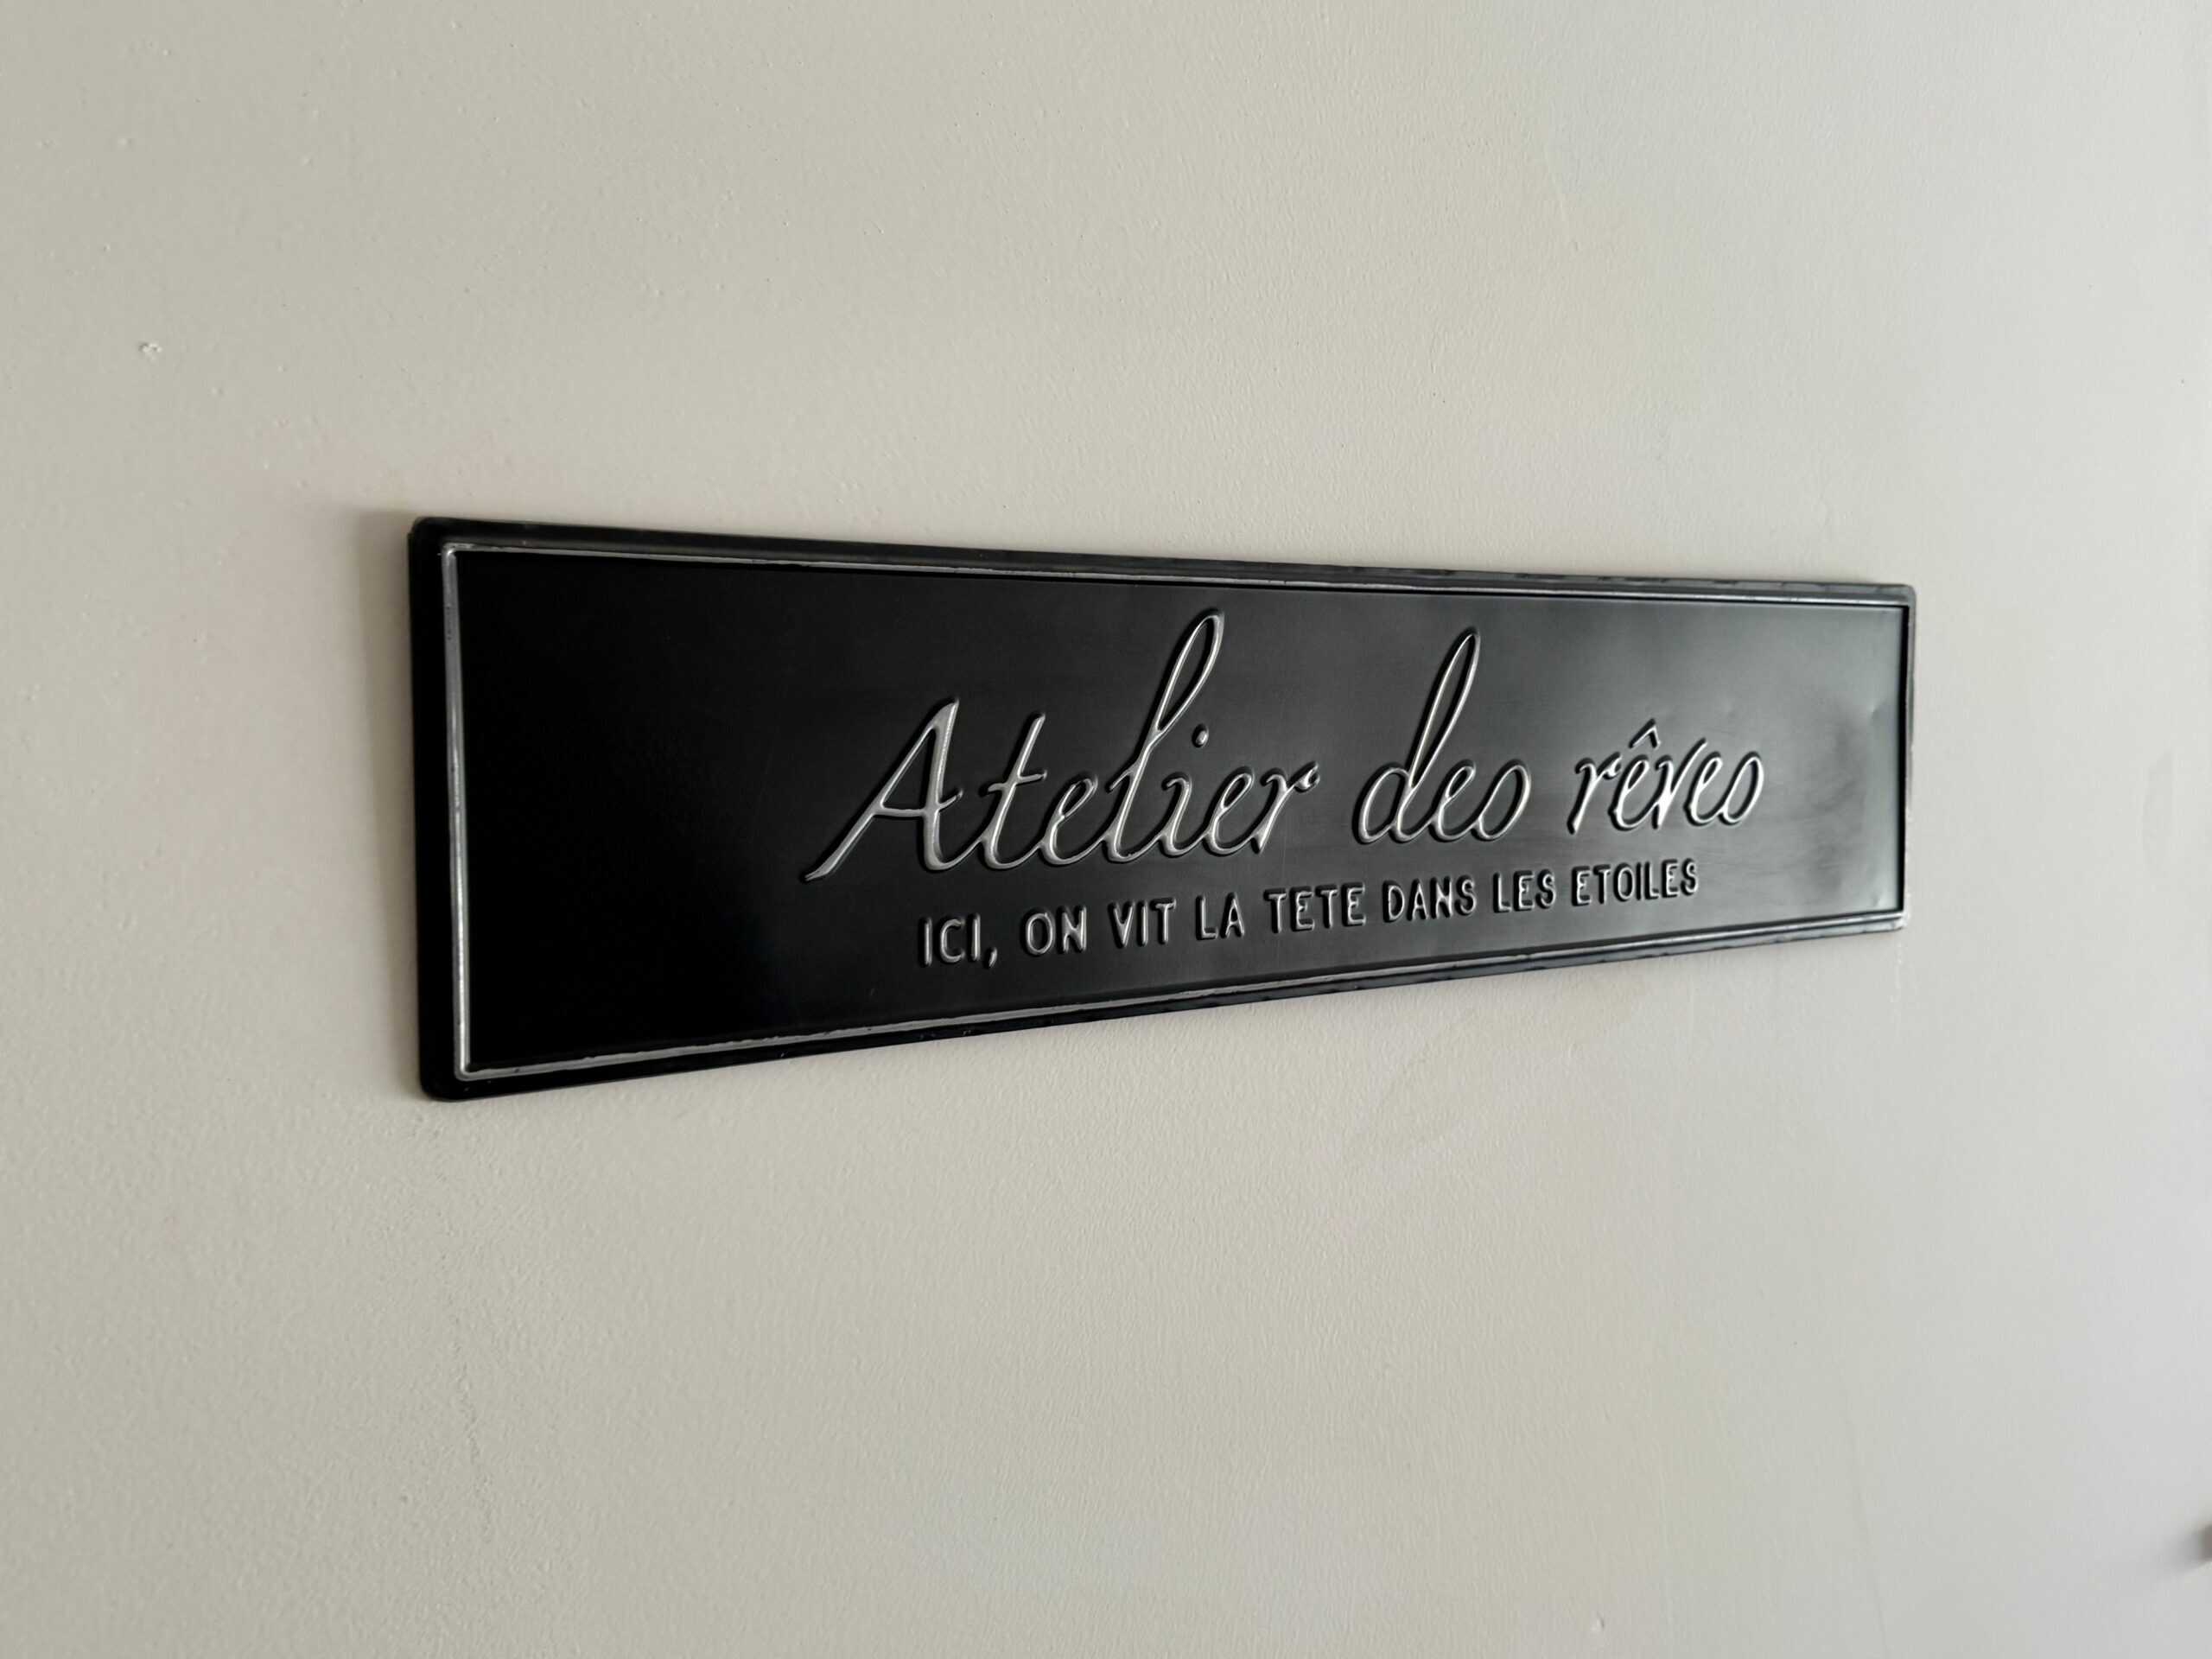 Atelier des rêves
ICI, ON VIT LA TETE DANS LES ETOILES